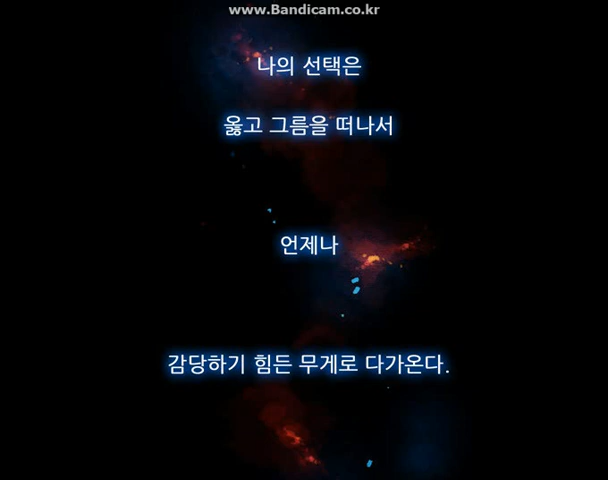 www.Bandicam.co.kr
나의 선택은
옳고 그름을 떠나서
언제나
감당하기 힘든 무게로 다가온다.